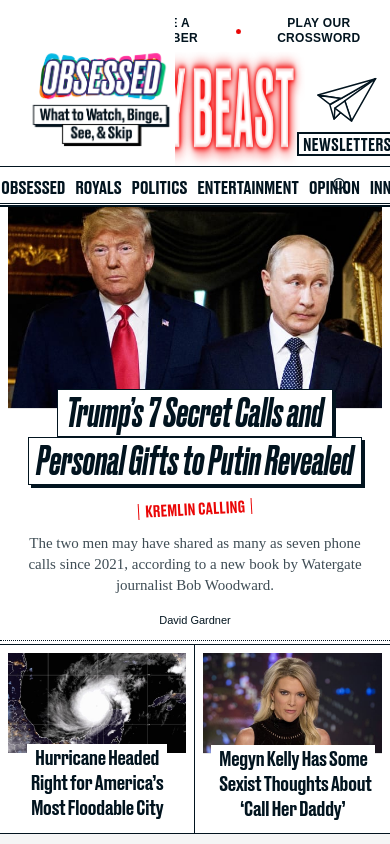 E A
BER
PLAY OUR
CROSSWORD
OBSESSED
What to Watch, Binge,
See, & Skip
Y BEAST
NEWSLETTERS
OBSESSED ROYALS POLITICS ENTERTAINMENT OPINION INN
Trump's 7 Secret Calls and
Personal Gifts to Putin Revealed
KREMLIN CALLING
The two men may have shared as many as seven phone
calls since 2021, according to a new book by Watergate
journalist Bob Woodward.
David Gardner
Hurricane Headed
Right for America's
Most Floodable City
Megyn Kelly Has Some
Sexist Thoughts About
‘Call Her Daddy’